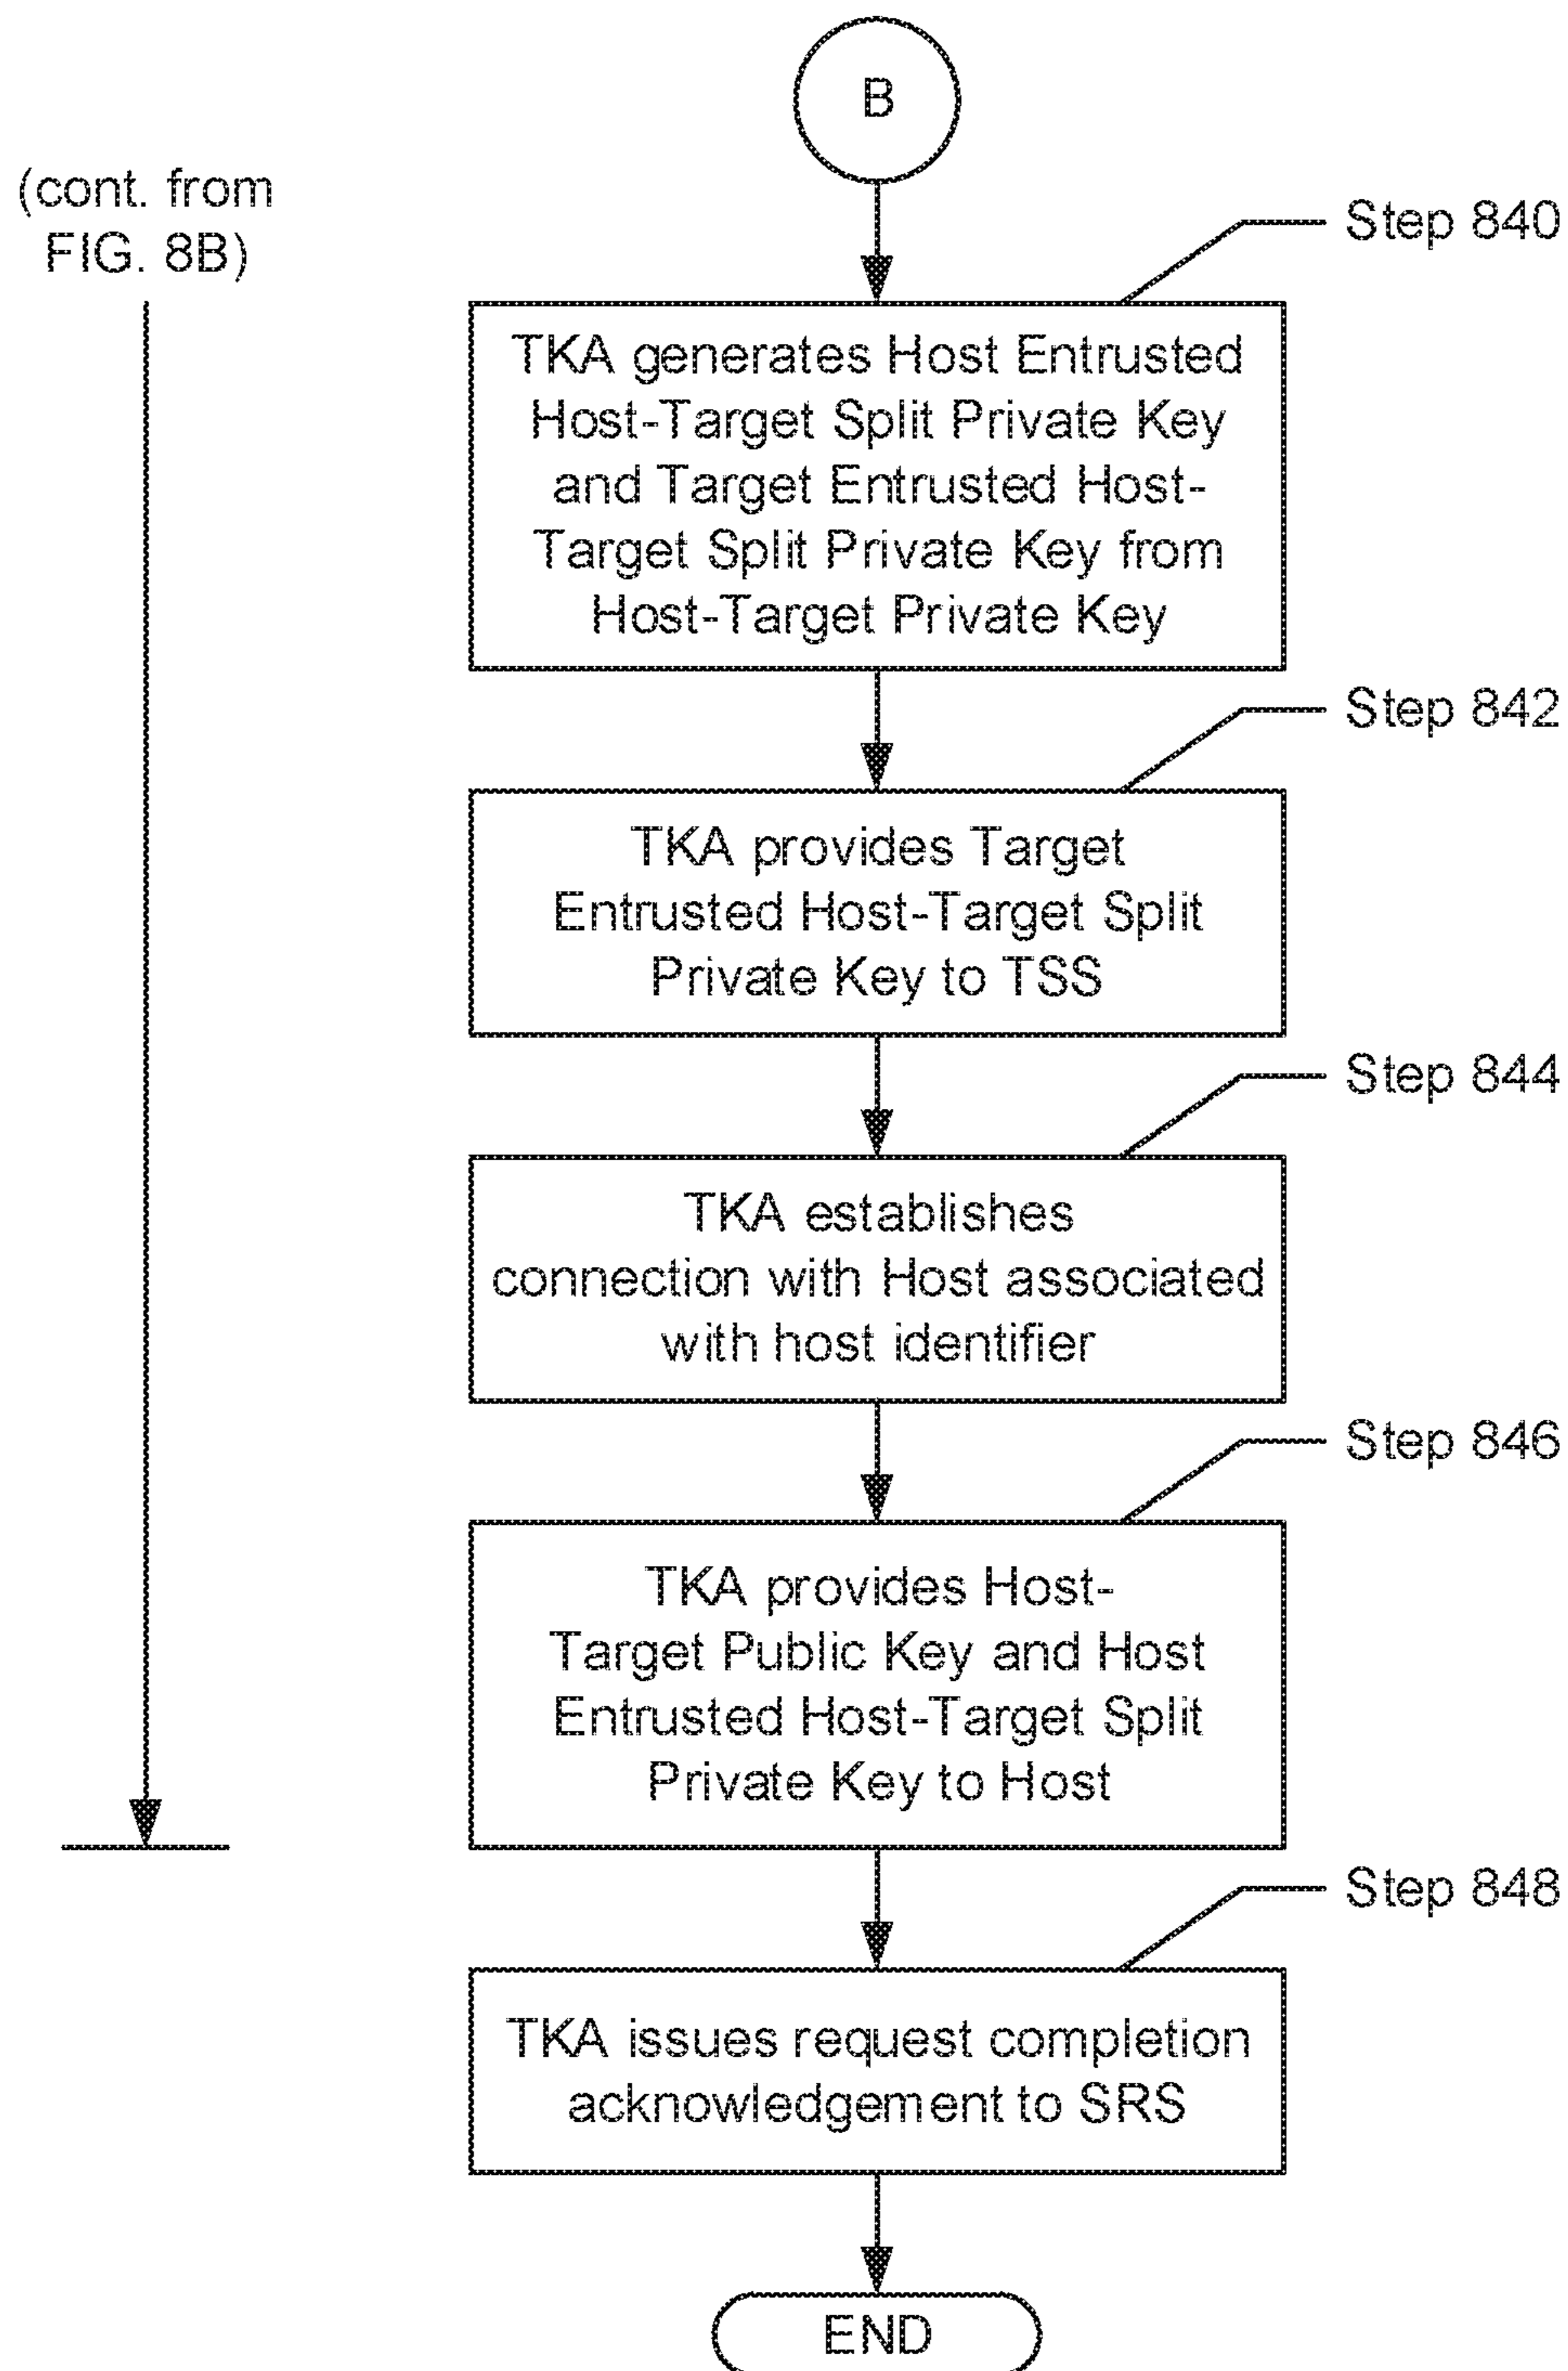 B
(cont. from
FIG. 8B)
Step 840
TKA generates Host Entrusted
Host-Target Split Private Key
and Target Entrusted Host-
Target Split Private Key from
Host-Target Private Key
Step 842
TKA provides Target
Entrusted Host-Target Split
Private Key to TSS
Step 844
TKA establishes
connection with Host associated
with host identifier
Step 846
TKA provides Host-
Target Public Key and Host
Entrusted Host-Target Split
Private Key to Host
Step 848
TKA issues request completion
acknowledgement to SRS
END